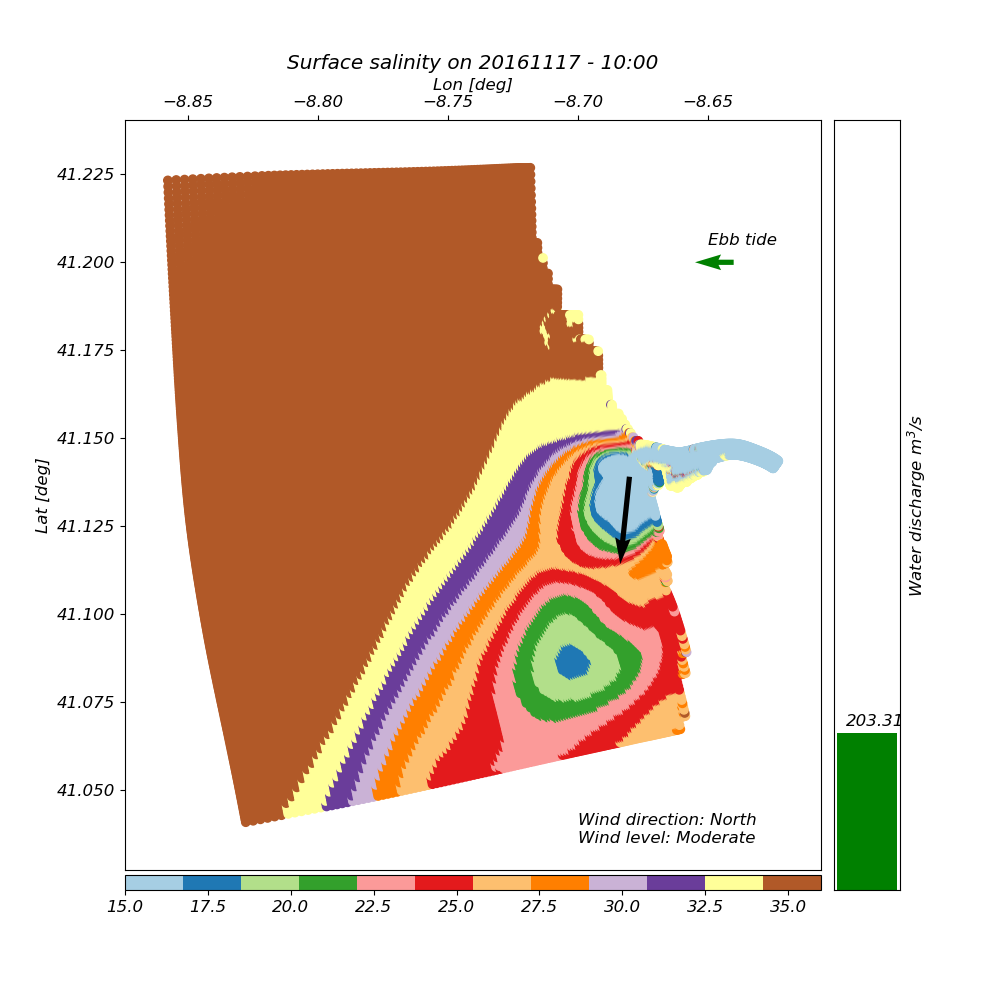 Surface salinity on 20161117 - 10:00
Lon [deg]
−8.85 −8.80 −8.75 −8.70 −8.65
41.225
Ebb tide
41.200
41.175
41.150
41.125
41.100
41.075
41.050
Lat [deg]
Water discharge m³/s
203.31
Wind direction: North
Wind level: Moderate
15.0 17.5 20.0 22.5 25.0 27.5 30.0 32.5 35.0